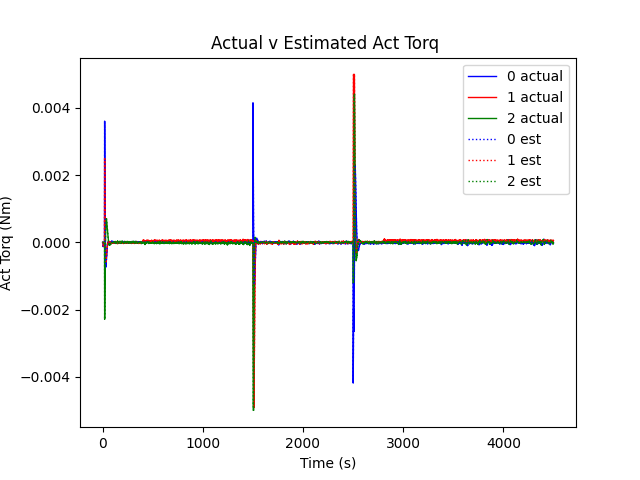 Actual v Estimated Act Torq
0 actual
1 actual
2 actual
0 est
1 est
2 est
Act Torq (Nm)
0.004
0.002
0.000
−0.002
−0.004
0 1000 2000 3000 4000
Time (s)